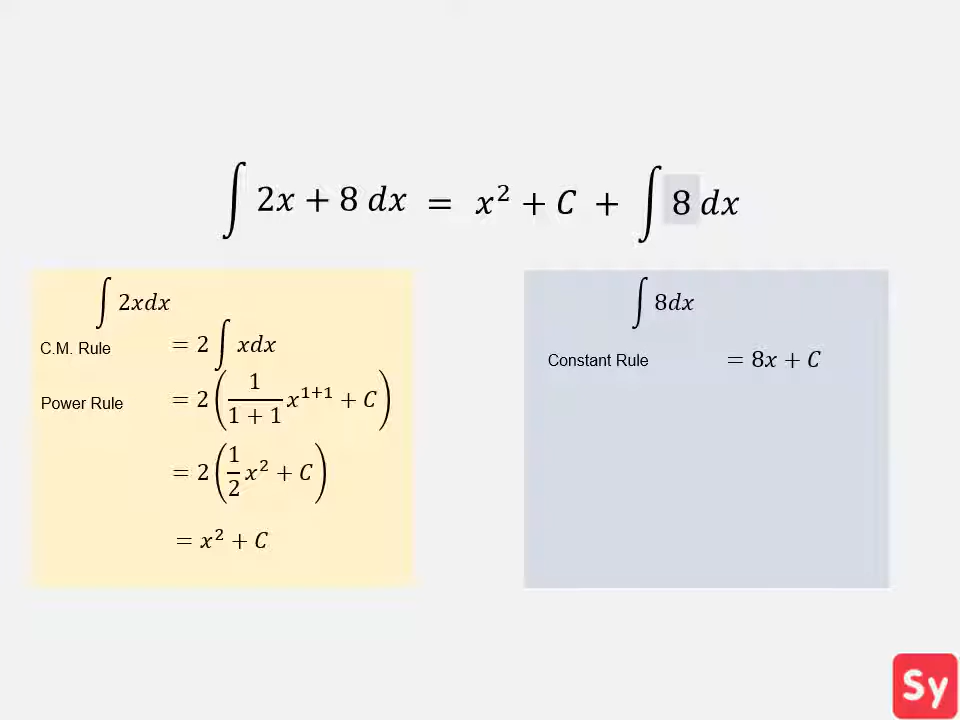 ∫ 2x + 8 dx = x² + C + ∫ 8 dx
∫ 2xdx
C.M. Rule = 2 ∫ xdx
Power Rule = 2 ( 1/(1 + 1) x¹⁺¹ + C )
= 2 ( 1/2 x² + C )
= x² + C
∫ 8dx
Constant Rule = 8x + C
Sy